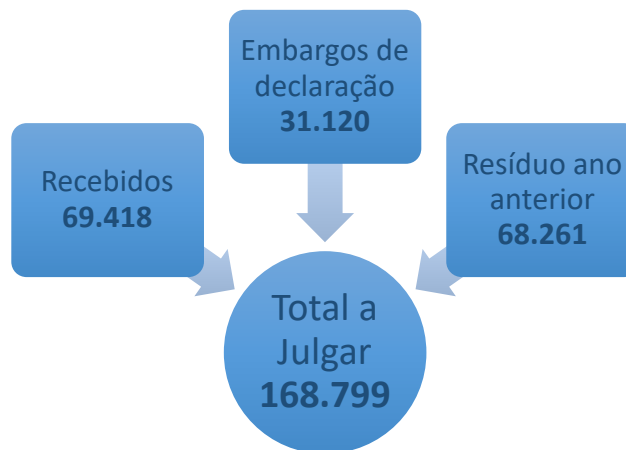 Embargos de
declaração
31.120
Recebidos
69.418
Resíduo ano
anterior
68.261
Total a
Julgar
168.799